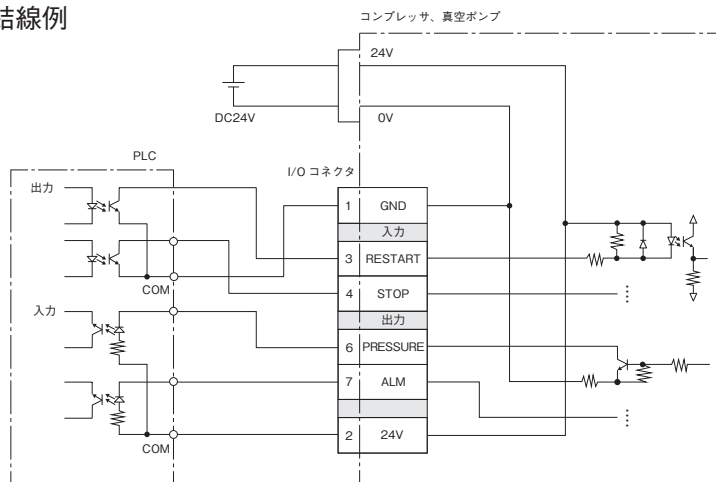 結線例
コンプレッサ、真空ポンプ
24V
DC24V
0V
PLC
I/O コネクタ
出力
1 GND
入力
3 RESTART
COM
4 STOP
入力
出力
6 PRESSURE
7 ALM
2 24V
COM